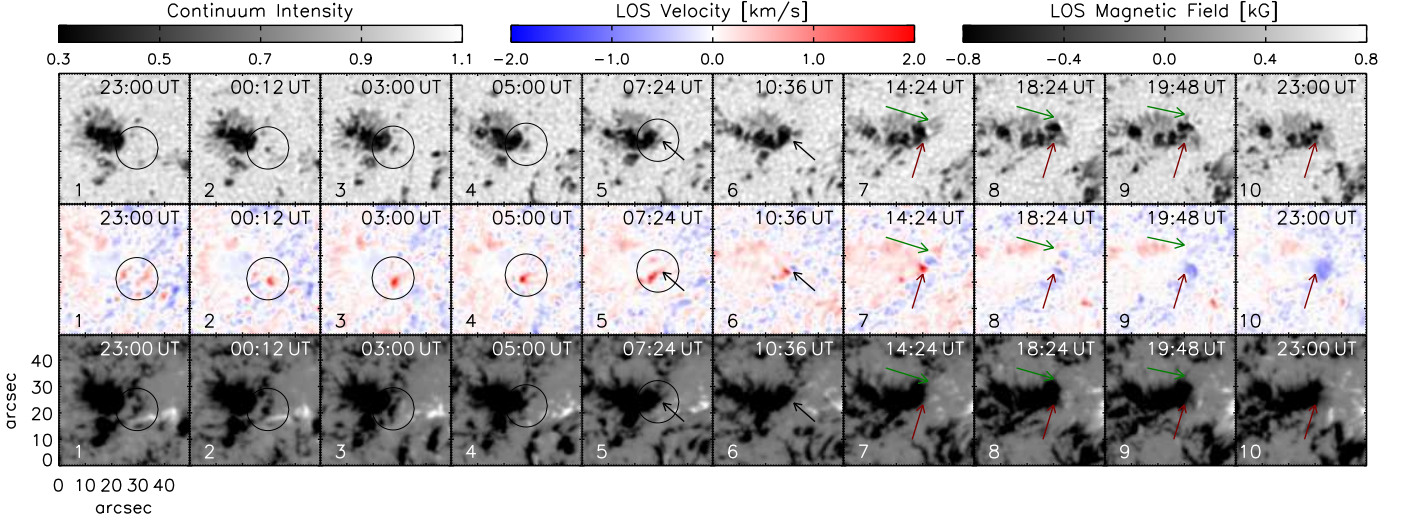 Continuum Intensity LOS Velocity [km/s] LOS Magnetic Field [kG]
0.3 0.5 0.7 0.9 1.1 −2.0 −1.0 0.0 1.0 2.0 −0.8 −0.4 0.0 0.4 0.8
23:00 UT 00:12 UT 03:00 UT 05:00 UT 07:24 UT 10:36 UT 14:24 UT 18:24 UT 19:48 UT 23:00 UT
1 2 3 4 5 6 7 8 9 10
23:00 UT 00:12 UT 03:00 UT 05:00 UT 07:24 UT 10:36 UT 14:24 UT 18:24 UT 19:48 UT 23:00 UT
1 2 3 4 5 6 7 8 9 10
23:00 UT 00:12 UT 03:00 UT 05:00 UT 07:24 UT 10:36 UT 14:24 UT 18:24 UT 19:48 UT 23:00 UT
40
30
arcsec
20
10
1 2 3 4 5 6 7 8 9 10
0
0 10 20 30 40
arcsec